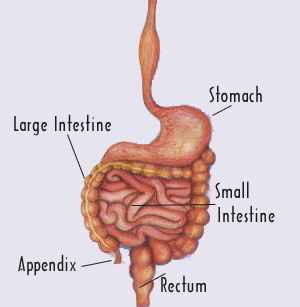 Stomach
Large Intestine
Small
Intestine
Appendix
Rectum